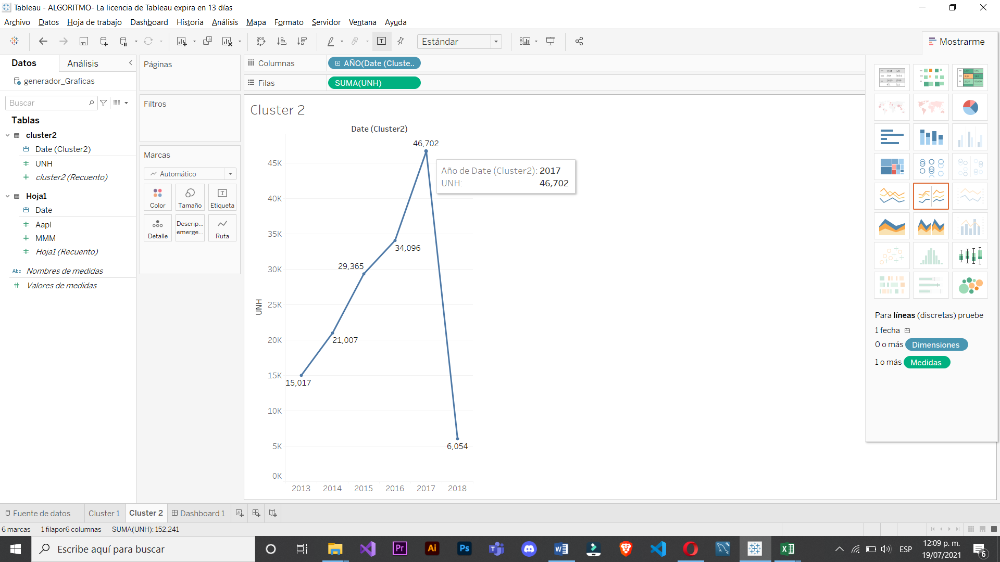 Tableau - ALGORITMO- La licencia de Tableau expira en 13 días
Archivo Datos Hoja de trabajo Dashboard Historia Análisis Mapa Formato Servidor Ventana Ayuda
Estándar
Mostrarme
Datos
Análisis
generador_Graficas
Buscar
Tablas
cluster2
Date (Cluster2)
UNH
cluster2 (Recuento)
Hoja1
Date
Aapl
MMM
Hoja1 (Recuento)
Abc Nombres de medidas
Valores de medidas
Páginas
Filtros
Marcas
Automático
Color
Tamaño
Etiqueta
Detalle
Descrip...
emerge...
Ruta
Columnas
AÑO(Date (Cluste..
Filas
SUMA(UNH)
Cluster 2
Date (Cluster2)
46,702
Año de Date (Cluster2): 2017
UNH: 46,702
45K
40K
35K
34,096
29,365
30K
25K
UNH
20K
21,007
15K
15,017
10K
5K
6,054
0K
2013 2014 2015 2016 2017 2018
Para líneas (discretas) pruebe
1 fecha
0 o más Dimensiones
1 o más Medidas
Fuente de datos
Cluster 1
Cluster 2
Dashboard 1
6 marcas
1 filapor6 columnas
SUMA(UNH): 152,241
Escribe aquí para buscar
Pr
Ai
Ps
ESP
12:09 p. m.
19/07/2021
6